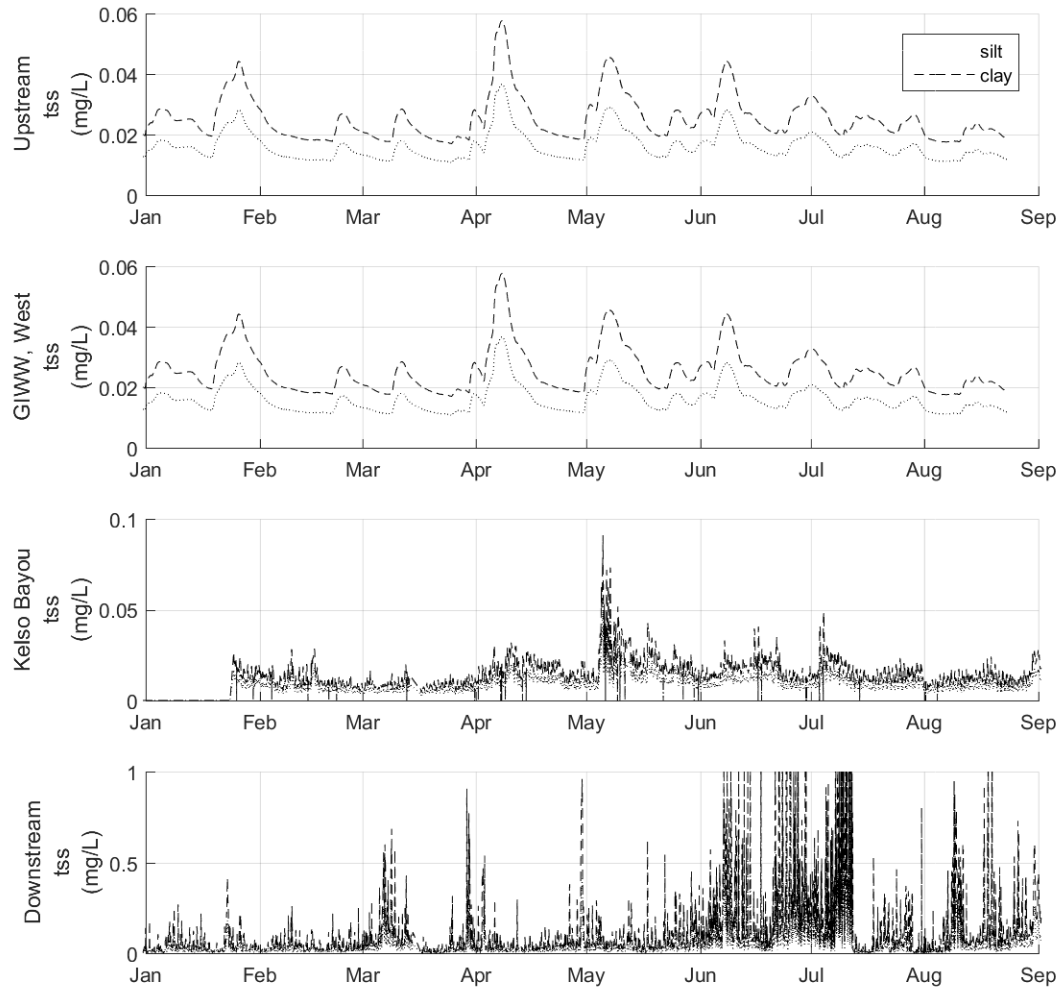 Upstream
tss
(mg/L)
0.06
0.04
0.02
0
silt
clay
Jan Feb Mar Apr May Jun Jul Aug Sep
GIWW, West
tss
(mg/L)
0.06
0.04
0.02
0
Jan Feb Mar Apr May Jun Jul Aug Sep
Kelso Bayou
tss
(mg/L)
0.1
0.05
0
Jan Feb Mar Apr May Jun Jul Aug Sep
Downstream
tss
(mg/L)
1
0.5
0
Jan Feb Mar Apr May Jun Jul Aug Sep